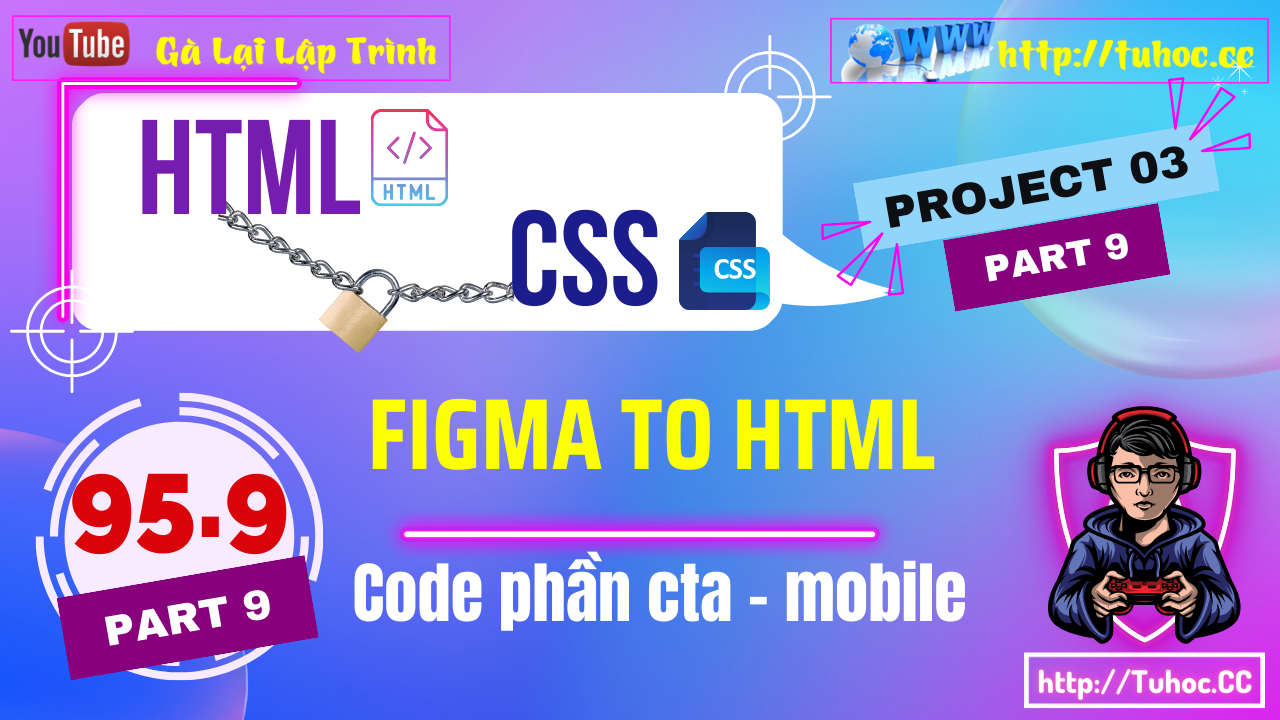 YouTube Gà Lại Lập Trình
WWW http://tuhoc.cc
HTML
HTML
CSS
CSS
PROJECT 03
PART 9
FIGMA TO HTML
95.9
PART 9
Code phần cta - mobile
http://Tuhoc.CC